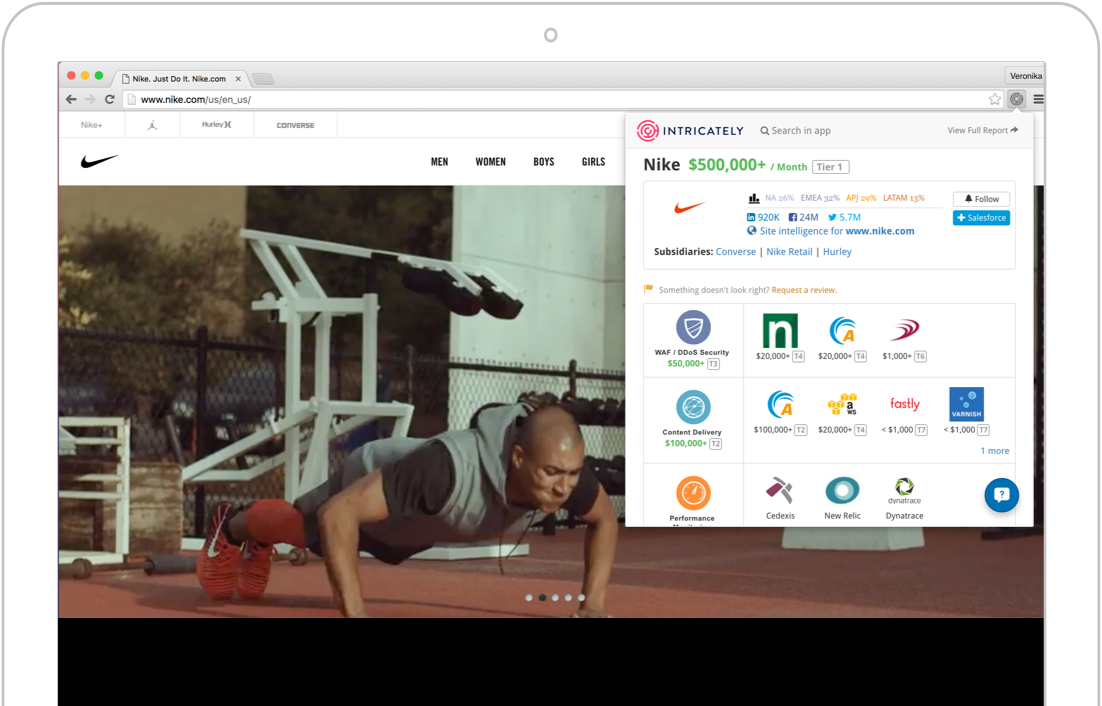 Nike. Just Do It. Nike.com
Veronika
www.nike.com/us/en_us/
Nike+
Hurley
CONVERSE
MEN WOMEN BOYS GIRLS
INTRICATELY
Search in app
View Full Report
Nike $500,000+ / Month Tier 1
NA 26% EMEA 32% APJ 29% LATAM 13%
Follow
920K 24M 5.7M
Salesforce
Site intelligence for www.nike.com
Subsidiaries: Converse | Nike Retail | Hurley
Something doesn't look right? Request a review.
WAF / DDoS Security
$50,000+ T3
n
A
$20,000+ T4
$20,000+ T4
$1,000+ T6
Content Delivery
$100,000+ T2
A
a
ws
fastly
VARNISH
$100,000+ T2
$20,000+ T4
< $1,000 T7
< $1,000 T7
1 more
Performance
dynatrace
Cedexis
New Relic
Dynatrace
?